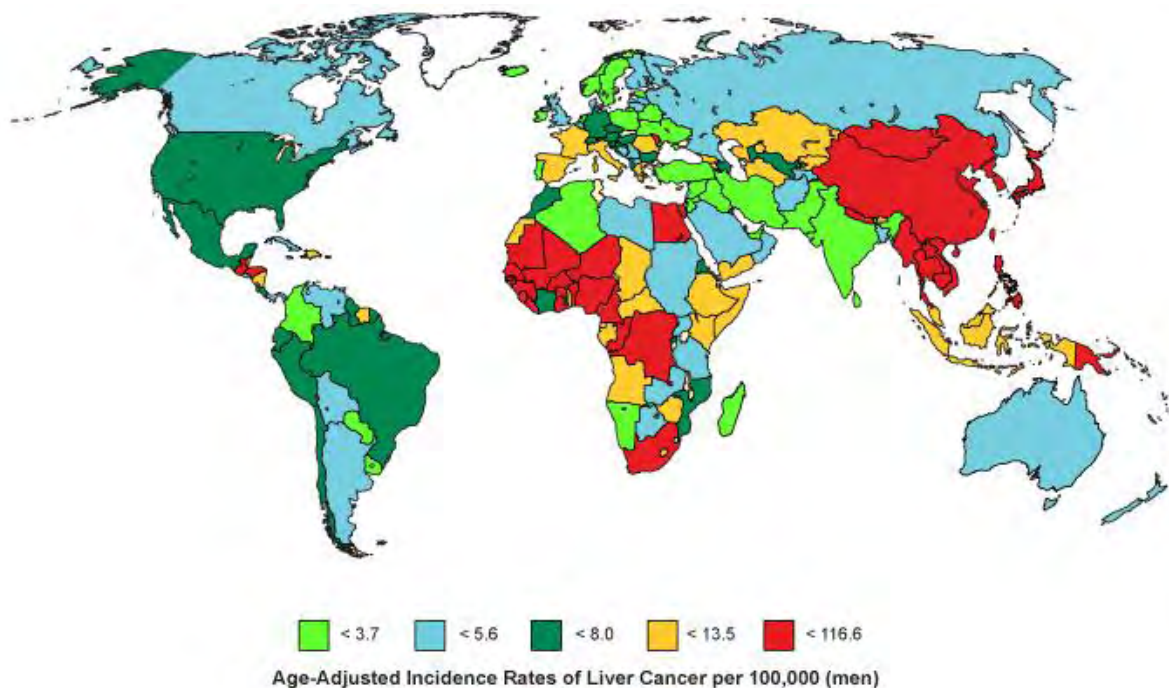 < 3.7 < 5.6 < 8.0 < 13.5 < 116.6
Age-Adjusted Incidence Rates of Liver Cancer per 100,000 (men)